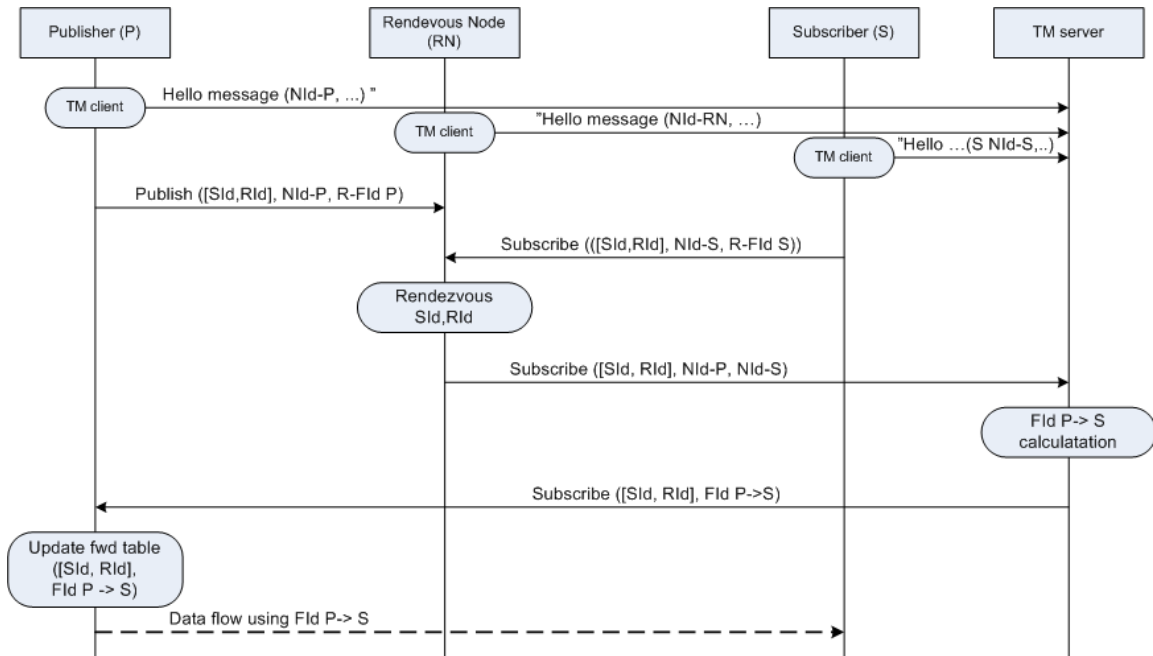 Publisher (P)
Rendevous Node
(RN)
Subscriber (S)
TM server
TM client
Hello message (NId-P, ...) "
TM client
"Hello message (NId-RN, …)
TM client
"Hello …(S NId-S,..)
Publish ([SId,RId], NId-P, R-FId P)
Subscribe (([SId,RId], NId-S, R-FId S))
Rendezvous
SId,RId
Subscribe ([SId, RId], NId-P, NId-S)
FId P-> S
calculatation
Subscribe ([SId, RId], FId P->S)
Update fwd table
([SId, RId],
FId P -> S)
Data flow using FId P-> S